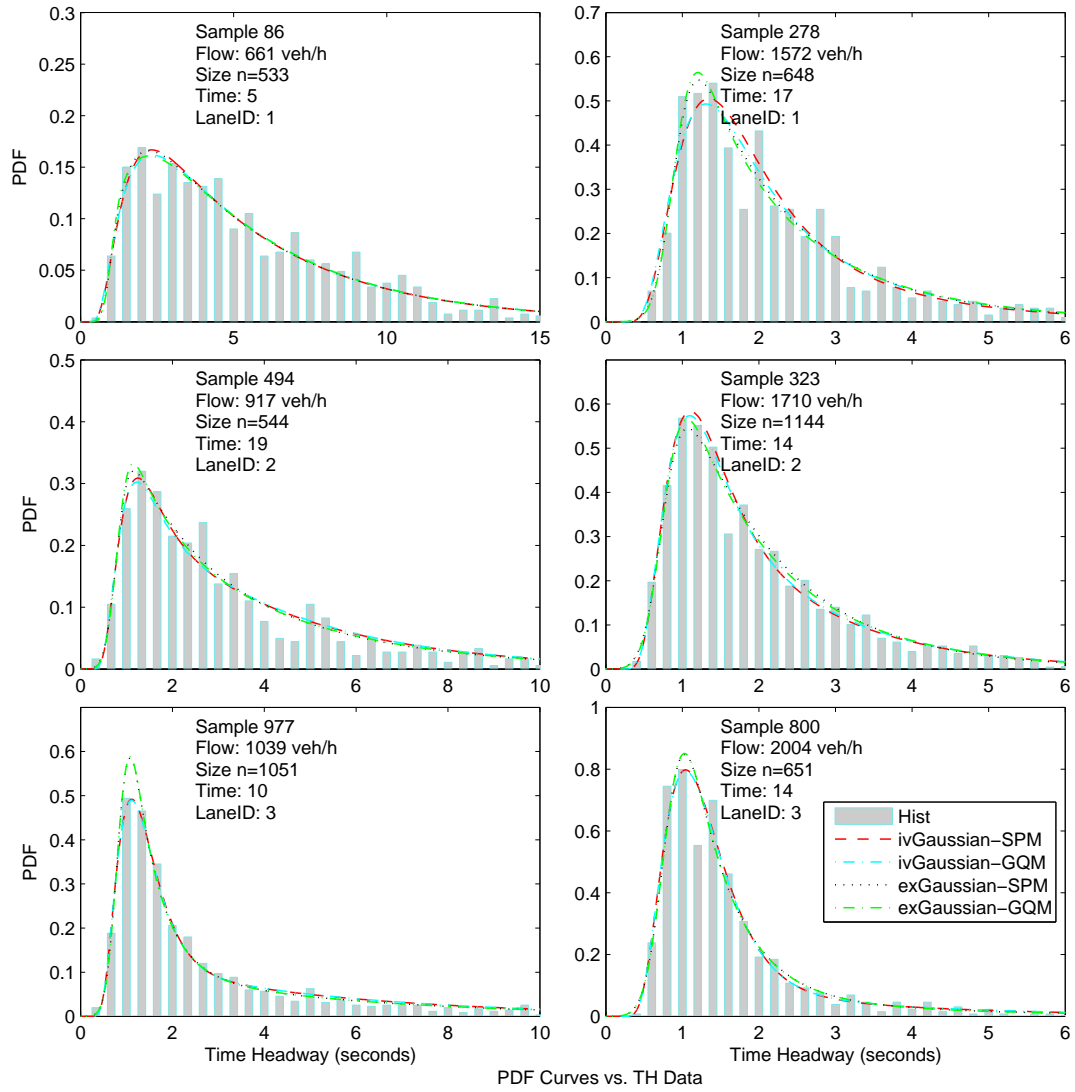 Sample 86
Flow: 661 veh/h
Size n=533
Time: 5
LaneID: 1
0.3
0.25
0.2
0.15
0.1
0.05
0
PDF
5
10
15
Sample 278
Flow: 1572 veh/h
Size n=648
Time: 17
LaneID: 1
0.7
0.6
0.5
0.4
0.3
0.2
0.1
0
PDF
0
1
2
3
4
5
6
Sample 494
Flow: 917 veh/h
Size n=544
Time: 19
LaneID: 2
0.5
0.4
0.3
0.2
0.1
0
PDF
0
2
4
6
8
10
Sample 323
Flow: 1710 veh/h
Size n=1144
Time: 14
LaneID: 2
0.6
0.5
0.4
0.3
0.2
0.1
0
0
1
2
3
4
5
6
Sample 977
Flow: 1039 veh/h
Size n=1051
Time: 10
LaneID: 3
0.6
0.5
0.4
0.3
0.2
0.1
0
PDF
0
2
4
6
8
10
Time Headway (seconds)
Sample 800
Flow: 2004 veh/h
Size n=651
Time: 14
LaneID: 3
1
0.8
0.6
0.4
0.2
0
0
1
2
3
4
5
6
Time Headway (seconds)
Hist
ivGaussian−SPM
ivGaussian−GQM
exGaussian−SPM
exGaussian−GQM
PDF Curves vs. TH Data